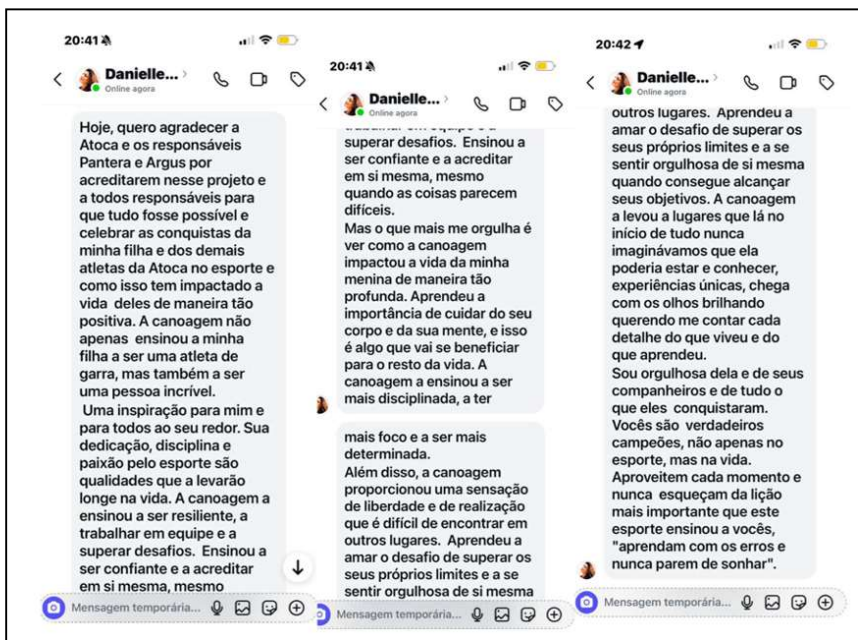 20:41
Danielle...
Online agora
Hoje, quero agradecer a
Atoca e os responsáveis
Pantera e Argus por
acreditarem nesse projeto e
a todos responsáveis para
que tudo fosse possível e
celebrar as conquistas da
minha filha e dos demais
atletas da Atoca no esporte e
como isso tem impactado a
vida deles de maneira tão
positiva. A canoagem não
apenas ensinou a minha
filha a ser uma atleta de
garra, mas também a ser
uma pessoa incrível.
Uma inspiração para mim e
para todos ao seu redor. Sua
dedicação, disciplina e
paixão pelo esporte são
qualidades que a levarão
longe na vida. A canoagem a
ensinou a ser resiliente, a
trabalhar em equipe e a
superar desafios. Ensinou a
ser confiante e a acreditar
em si mesma, mesmo
Mensagem temporária...
20:41
Danielle...
Online agora
trabalhar em equipe e a
superar desafios. Ensinou a
ser confiante e a acreditar
em si mesma, mesmo
quando as coisas parecem
difíceis.
Mas o que mais me orgulha é
ver como a canoagem
impactou a vida da minha
menina de maneira tão
profunda. Aprendeu a
importância de cuidar do seu
corpo e da sua mente, e isso
é algo que vai se beneficiar
para o resto da vida. A
canoagem a ensinou a ser
mais disciplinada, a ter
mais foco e a ser mais
determinada.
Além disso, a canoagem
proporcionou uma sensação
de liberdade e de realização
que é difícil de encontrar em
outros lugares. Aprendeu a
amar o desafio de superar os
seus próprios limites e a se
sentir orgulhosa de si mesma
Mensagem temporária...
20:42
Danielle...
Online agora
outros lugares. Aprendeu a
amar o desafio de superar os
seus próprios limites e a se
sentir orgulhosa de si mesma
quando consegue alcançar
seus objetivos. A canoagem
a levou a lugares que lá no
início de tudo nunca
imaginávamos que ela
poderia estar e conhecer,
experiências únicas, chega
com os olhos brilhando
querendo me contar cada
detalhe do que viveu e do
que aprendeu.
Sou orgulhosa dela e de seus
companheiros e de tudo o
que eles conquistaram.
Vocês são verdadeiros
campeões, não apenas no
esporte, mas na vida.
Aproveitem cada momento e
nunca esqueçam da lição
mais importante que este
esporte ensinou a vocês,
"aprendam com os erros e
nunca parem de sonhar".
Mensagem temporária...